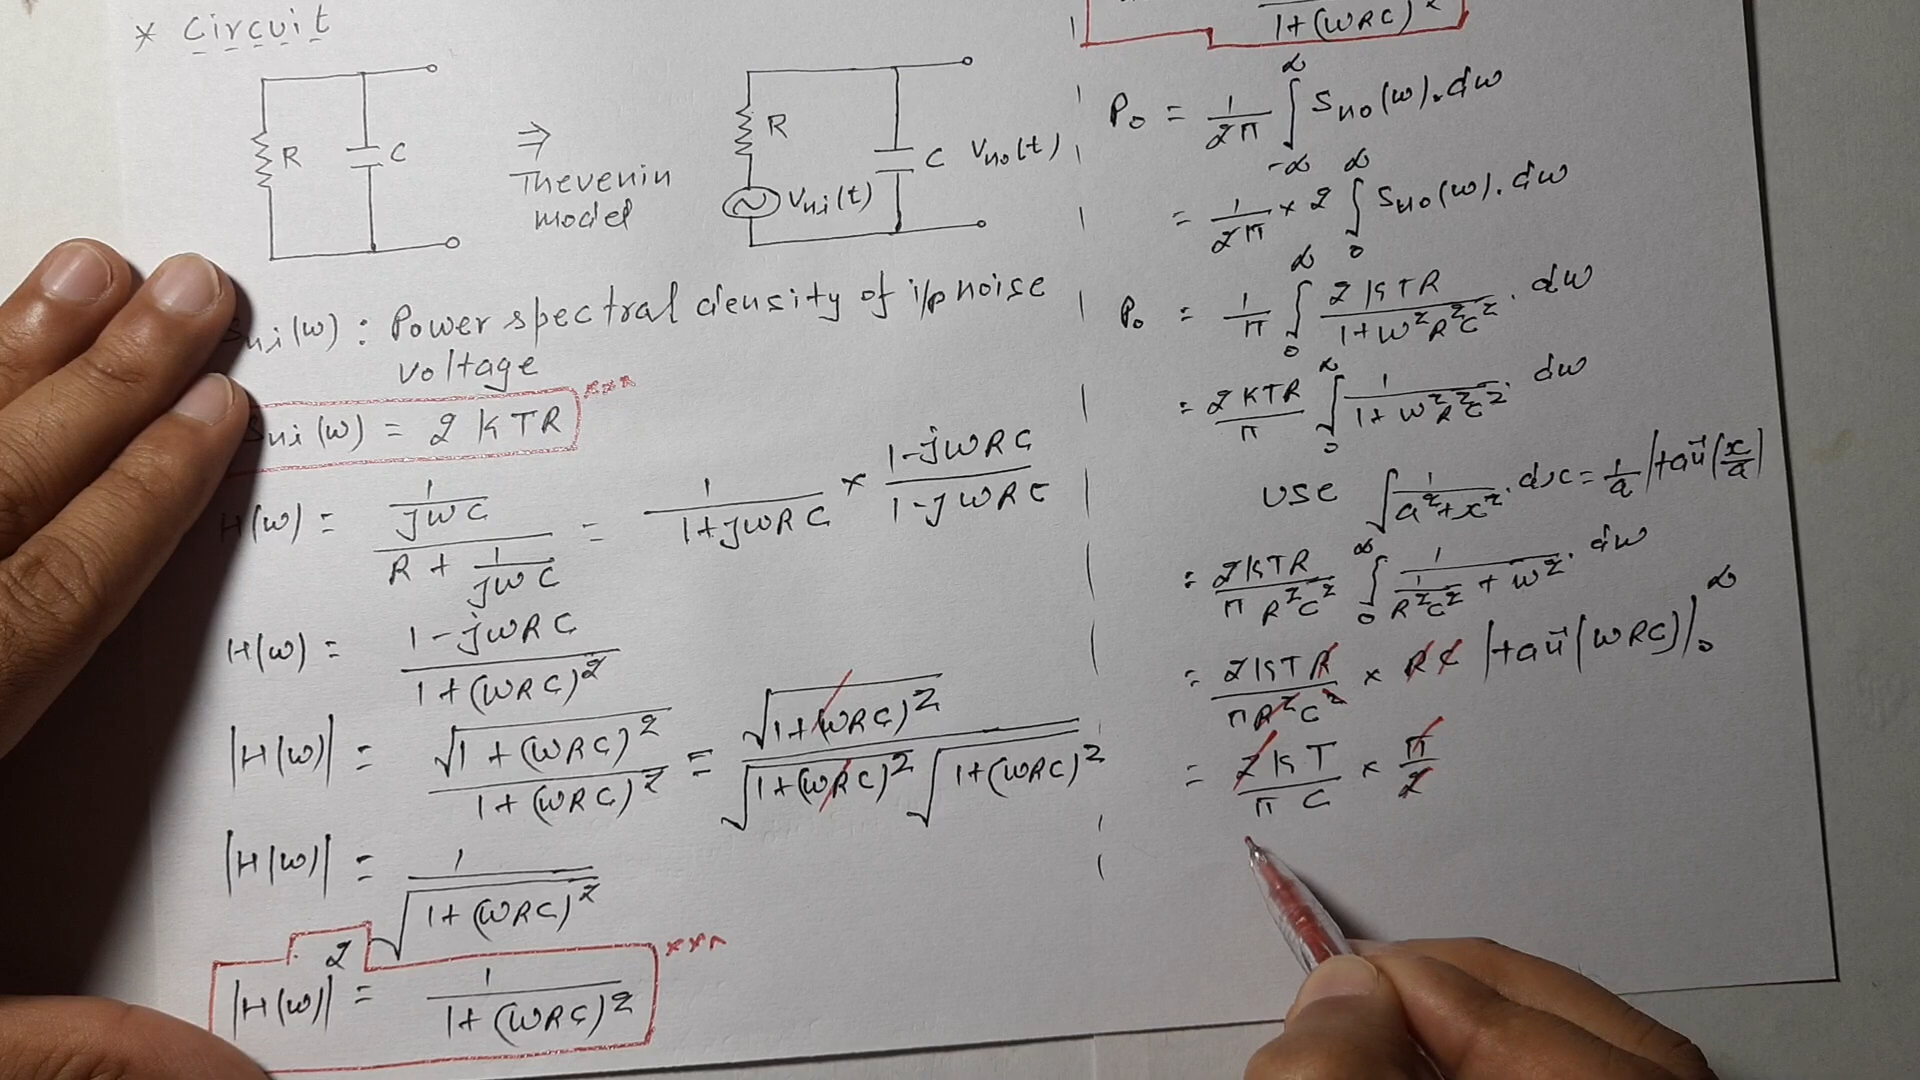 * Circuit
R
C
⇒
Thevenin
model
R
Vni(t)
C
Vno(t)
Sni(ω) : Power spectral density of i/p noise
voltage
Sni(ω) = 2KTR
H(ω) = (1/jωC) / (R + 1/jωC) = 1/(1+jωRC) × (1-jωRC)/(1-jωRC)
H(ω) = (1-jωRC) / (1+(ωRC)²)
|H(ω)| = √(1+(ωRC)²) / (1+(ωRC)²) = √(1+(ωRC)²) / (√(1+(ωRC)²) √(1+(ωRC)²))
|H(ω)| = 1/√(1+(ωRC)²)
|H(ω)|² = 1/(1+(ωRC)²)
1+(ωRC)²
Po = 1/2π ∫_{-∞}^{∞} Sno(ω).dω
= 1/2π × 2 ∫_0^∞ Sno(ω).dω
Po = 1/π ∫_0^∞ 2KTR/(1+ω²R²C²) . dω
= 2KTR/π ∫_0^∞ 1/(1+ω²R²C²) . dω
use ∫ 1/(a²+x²) . dx = 1/a |tan⁻¹(x/a)|
= 2KTR/(πR²C²) ∫_0^∞ 1/(1/R²C² + ω²) . dω
= 2KTR/(πR²C²) × RC |tan⁻¹(ωRC)|_0^∞
= 2KT/(πC) × π/2